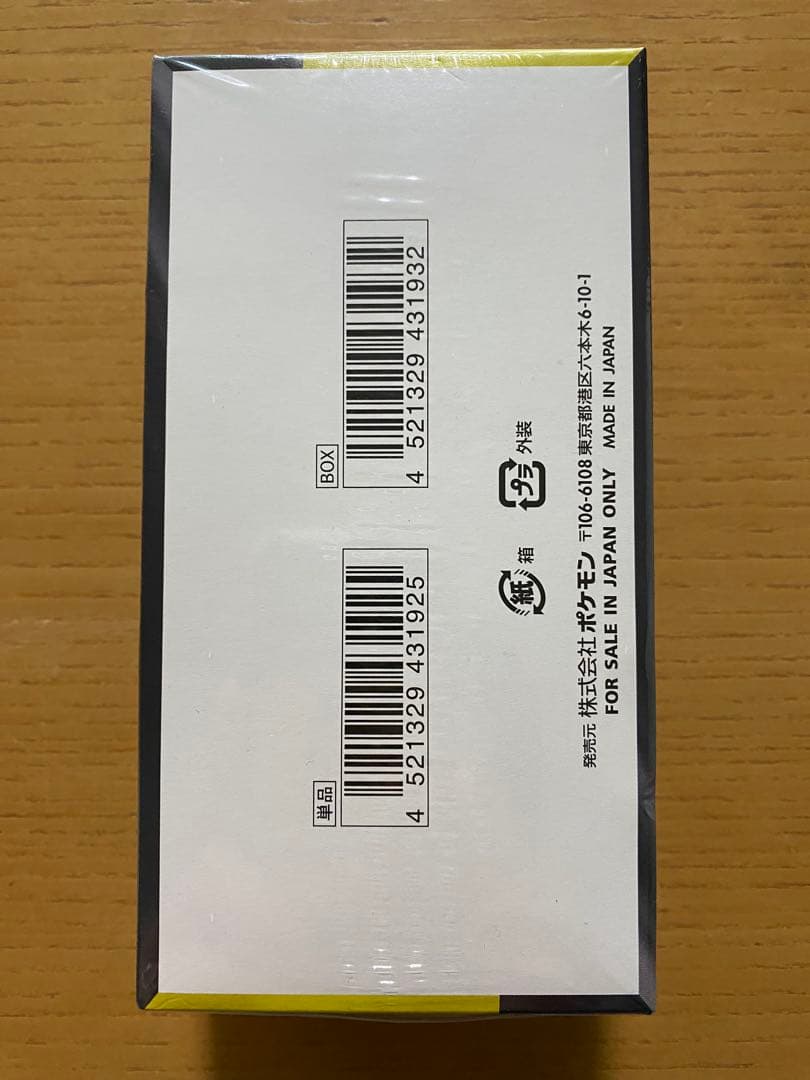 単品
4 521329 431925
BOX
4 521329 431932
紙 箱
プラ 外装
発売元 株式会社 ポケモン 〒106-6108 東京都港区六本木6-10-1
FOR SALE IN JAPAN ONLY MADE IN JAPAN